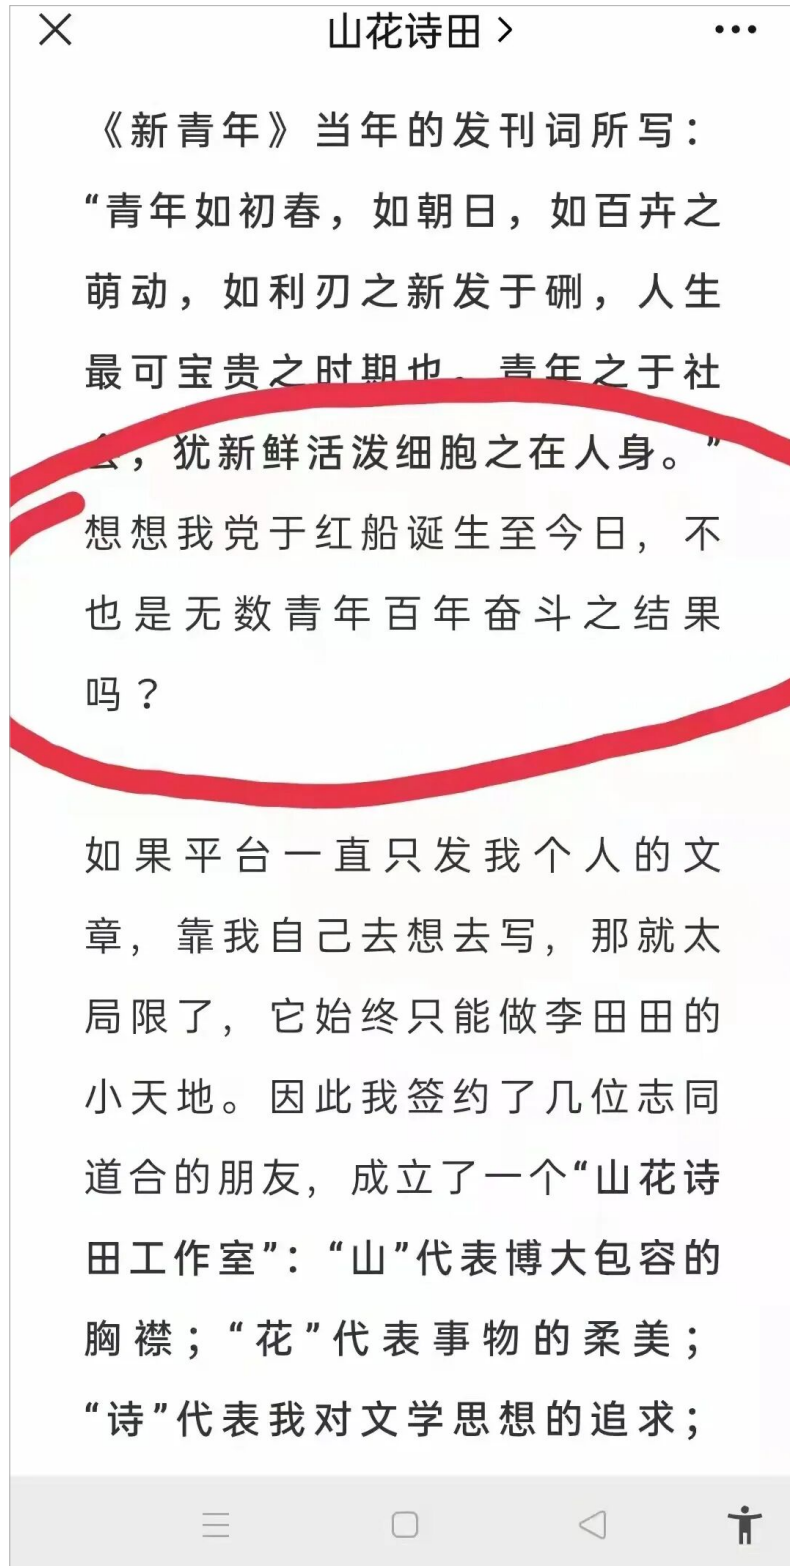 山花诗田 >
《新青年》当年的发刊词所写：
“青年如初春，如朝日，如百卉之
萌动，如利刃之新发于硎，人生
最可宝贵之时期也。青年之于社
会，犹新鲜活泼细胞之在人身。”
想想我党于红船诞生至今日，不
也是无数青年百年奋斗之结果
吗？
如果平台一直只发我个人的文
章，靠我自己去想去写，那就太
局限了，它始终只能做李田田的
小天地。因此我签约了几位志同
道合的朋友，成立了一个“山花诗
田工作室”：“山”代表博大包容的
胸襟；“花”代表事物的柔美；
“诗”代表我对文学思想的追求；